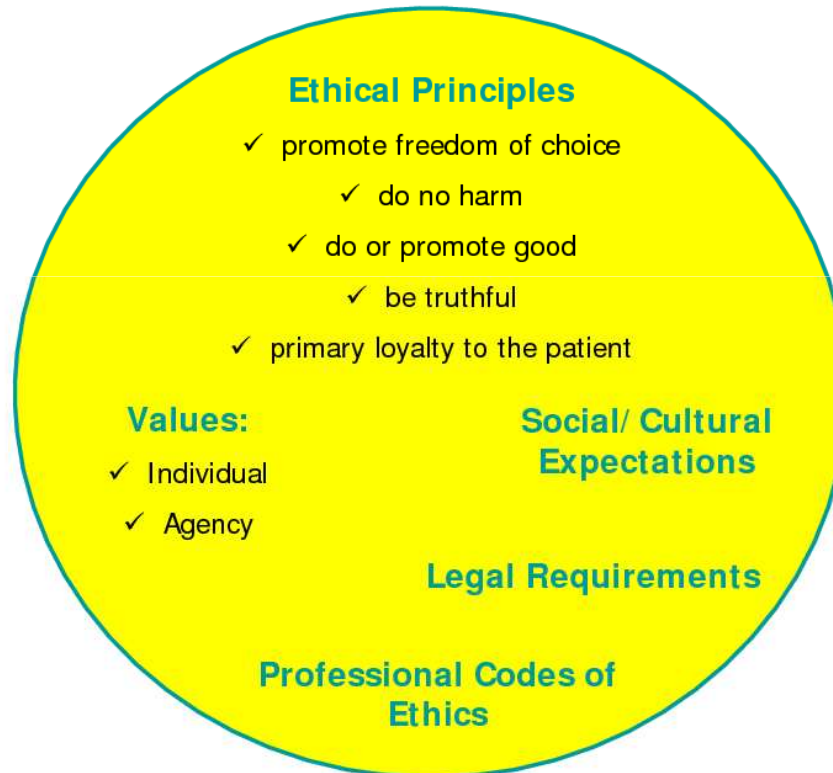 Ethical Principles
✓ promote freedom of choice
✓ do no harm
✓ do or promote good
✓ be truthful
✓ primary loyalty to the patient
Values:
✓ Individual
✓ Agency
Social/ Cultural
Expectations
Legal Requirements
Professional Codes of
Ethics